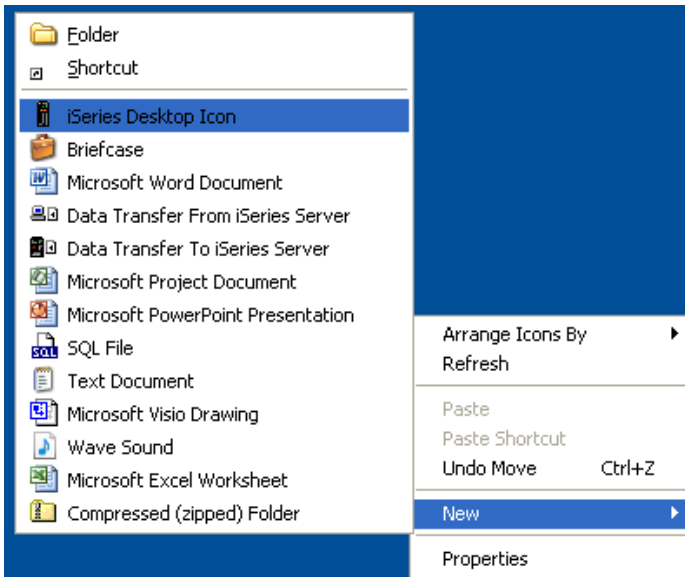 Folder
Shortcut
iSeries Desktop Icon
Briefcase
Microsoft Word Document
Data Transfer From iSeries Server
Data Transfer To iSeries Server
Microsoft Project Document
Microsoft PowerPoint Presentation
SQL File
Text Document
Microsoft Visio Drawing
Wave Sound
Microsoft Excel Worksheet
Compressed (zipped) Folder
Arrange Icons By
Refresh
Paste
Paste Shortcut
Undo Move Ctrl+Z
New
Properties